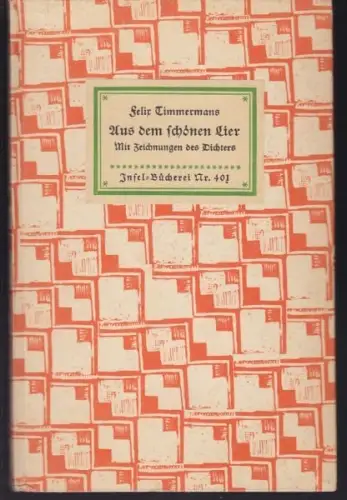 Felix Timmermans
Aus dem schönen Lier
Mit Zeichnungen des Dichters
Insel-Bücherei Nr. 401